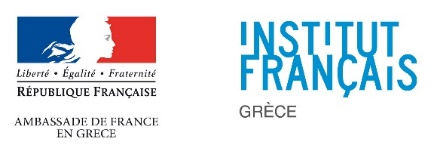 Liberté • Égalité • Fraternité
RÉPUBLIQUE FRANÇAISE
AMBASSADE DE FRANCE
EN GRECE
INSTITUT
FRANÇAIS
GRÈCE